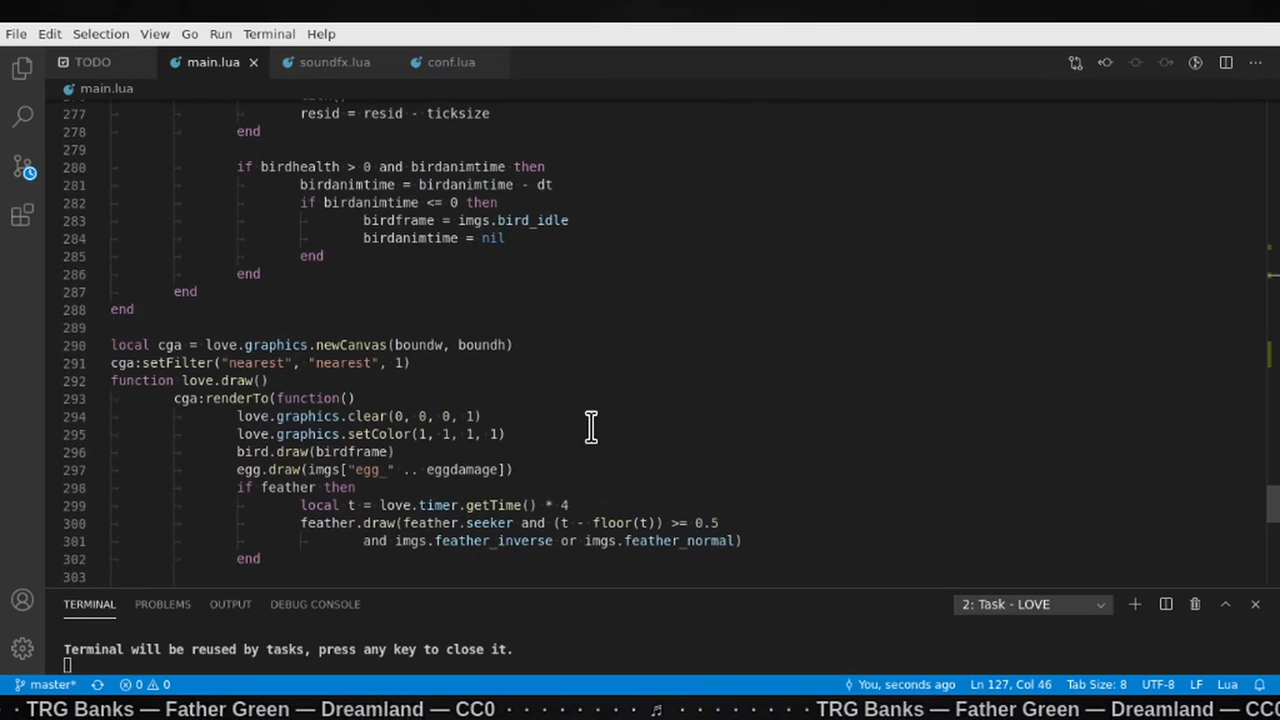 File Edit Selection View Go Run Terminal Help
TODO main.lua soundfx.lua conf.lua
main.lua
277 resid = resid - ticksize
278 end
279
280 if birdhealth > 0 and birdanimtime then
281 birdanimtime = birdanimtime - dt
282 if birdanimtime <= 0 then
283 birdframe = imgs.bird_idle
284 birdanimtime = nil
285 end
286 end
287 end
288 end
289
290 local cga = love.graphics.newCanvas(boundw, boundh)
291 cga:setFilter("nearest", "nearest", 1)
292 function love.draw()
293 cga:renderTo(function()
294 love.graphics.clear(0, 0, 0, 1)
295 love.graphics.setColor(1, 1, 1, 1)
296 bird.draw(birdframe)
297 egg.draw(imgs["egg_" .. eggdamage])
298 if feather then
299 local t = love.timer.getTime() * 4
300 feather.draw(feather.seeker and (t - floor(t)) >= 0.5
301 and imgs.feather_inverse or imgs.feather_normal)
302 end
303
TERMINAL PROBLEMS OUTPUT DEBUG CONSOLE 2: Task - LOVE
Terminal will be reused by tasks, press any key to close it.
master* 0 0 You, seconds ago Ln 127, Col 46 Tab Size: 8 UTF-8 LF Lua
· · TRG Banks — Father Green — Dreamland — CC0 · · · · · · · · ♬ · · · · · · · · TRG Banks — Father Green — Dreamland — CC0